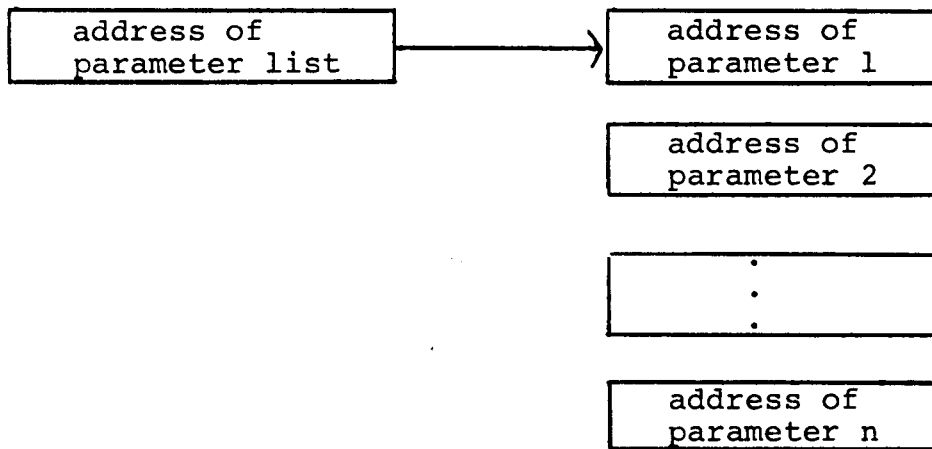 address of
parameter list
address of
parameter 1
address of
parameter 2
.
.
.
address of
parameter n